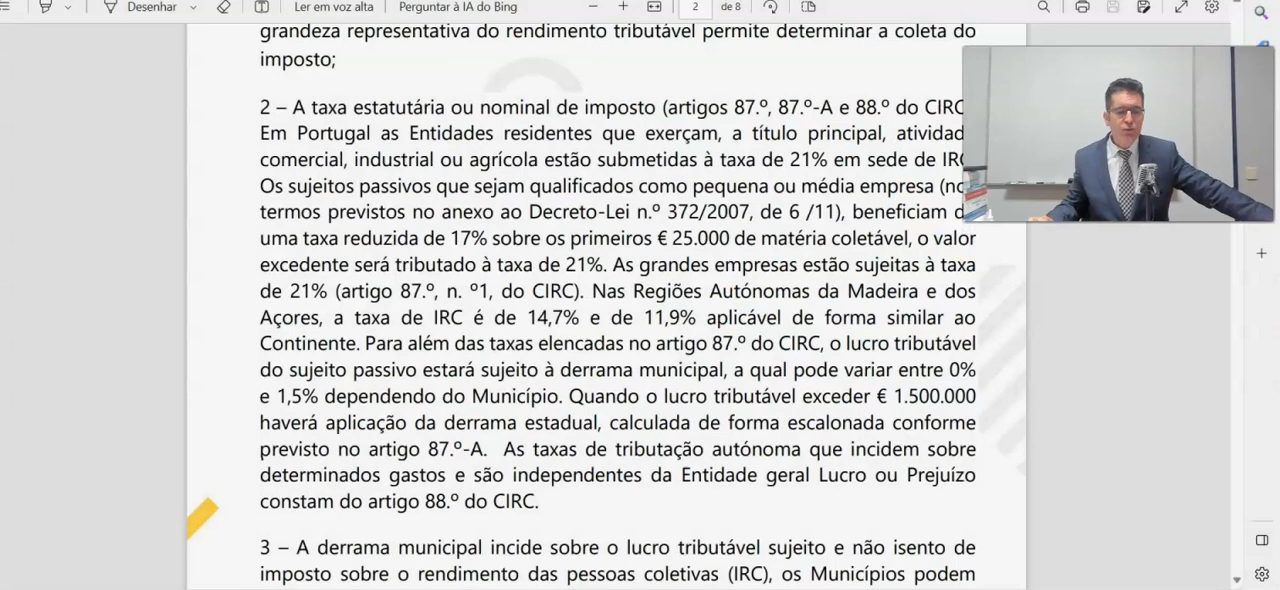 Desenhar
Ler em voz alta
Perguntar à IA do Bing
2
de 8
grandeza representativa do rendimento tributável permite determinar a coleta do
imposto;
2 – A taxa estatutária ou nominal de imposto (artigos 87.º, 87.º-A e 88.º do CIRC
Em Portugal as Entidades residentes que exerçam, a título principal, atividad
comercial, industrial ou agrícola estão submetidas à taxa de 21% em sede de IRC
Os sujeitos passivos que sejam qualificados como pequena ou média empresa (no
termos previstos no anexo ao Decreto-Lei n.º 372/2007, de 6 /11), beneficiam d
uma taxa reduzida de 17% sobre os primeiros € 25.000 de matéria coletável, o valor
excedente será tributado à taxa de 21%. As grandes empresas estão sujeitas à taxa
de 21% (artigo 87.º, n. º1, do CIRC). Nas Regiões Autónomas da Madeira e dos
Açores, a taxa de IRC é de 14,7% e de 11,9% aplicável de forma similar ao
Continente. Para além das taxas elencadas no artigo 87.º do CIRC, o lucro tributável
do sujeito passivo estará sujeito à derrama municipal, a qual pode variar entre 0%
e 1,5% dependendo do Município. Quando o lucro tributável exceder € 1.500.000
haverá aplicação da derrama estadual, calculada de forma escalonada conforme
previsto no artigo 87.º-A. As taxas de tributação autónoma que incidem sobre
determinados gastos e são independentes da Entidade geral Lucro ou Prejuízo
constam do artigo 88.º do CIRC.
3 – A derrama municipal incide sobre o lucro tributável sujeito e não isento de
imposto sobre o rendimento das pessoas coletivas (IRC), os Municípios podem